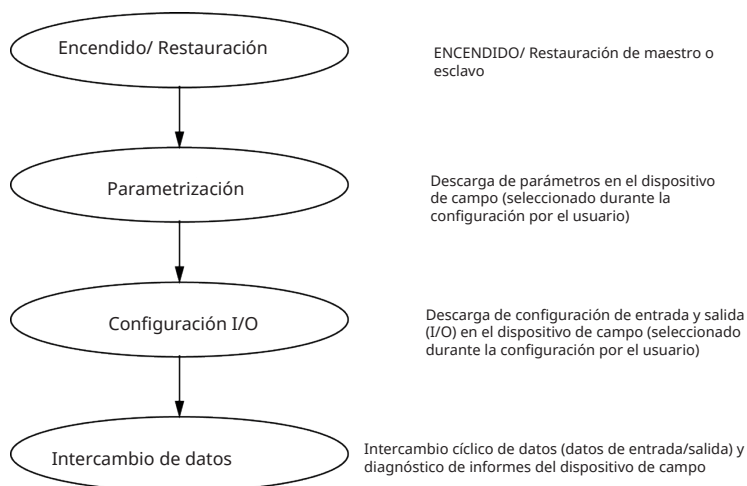 Encendido/ Restauración
ENCENDIDO/ Restauración de maestro o
esclavo
Parametrización
Descarga de parámetros en el dispositivo
de campo (seleccionado durante la
configuración por el usuario)
Configuración I/O
Descarga de configuración de entrada y salida
(I/O) en el dispositivo de campo (seleccionado
durante la configuración por el usuario)
Intercambio de datos
Intercambio cíclico de datos (datos de entrada/salida) y
diagnóstico de informes del dispositivo de campo